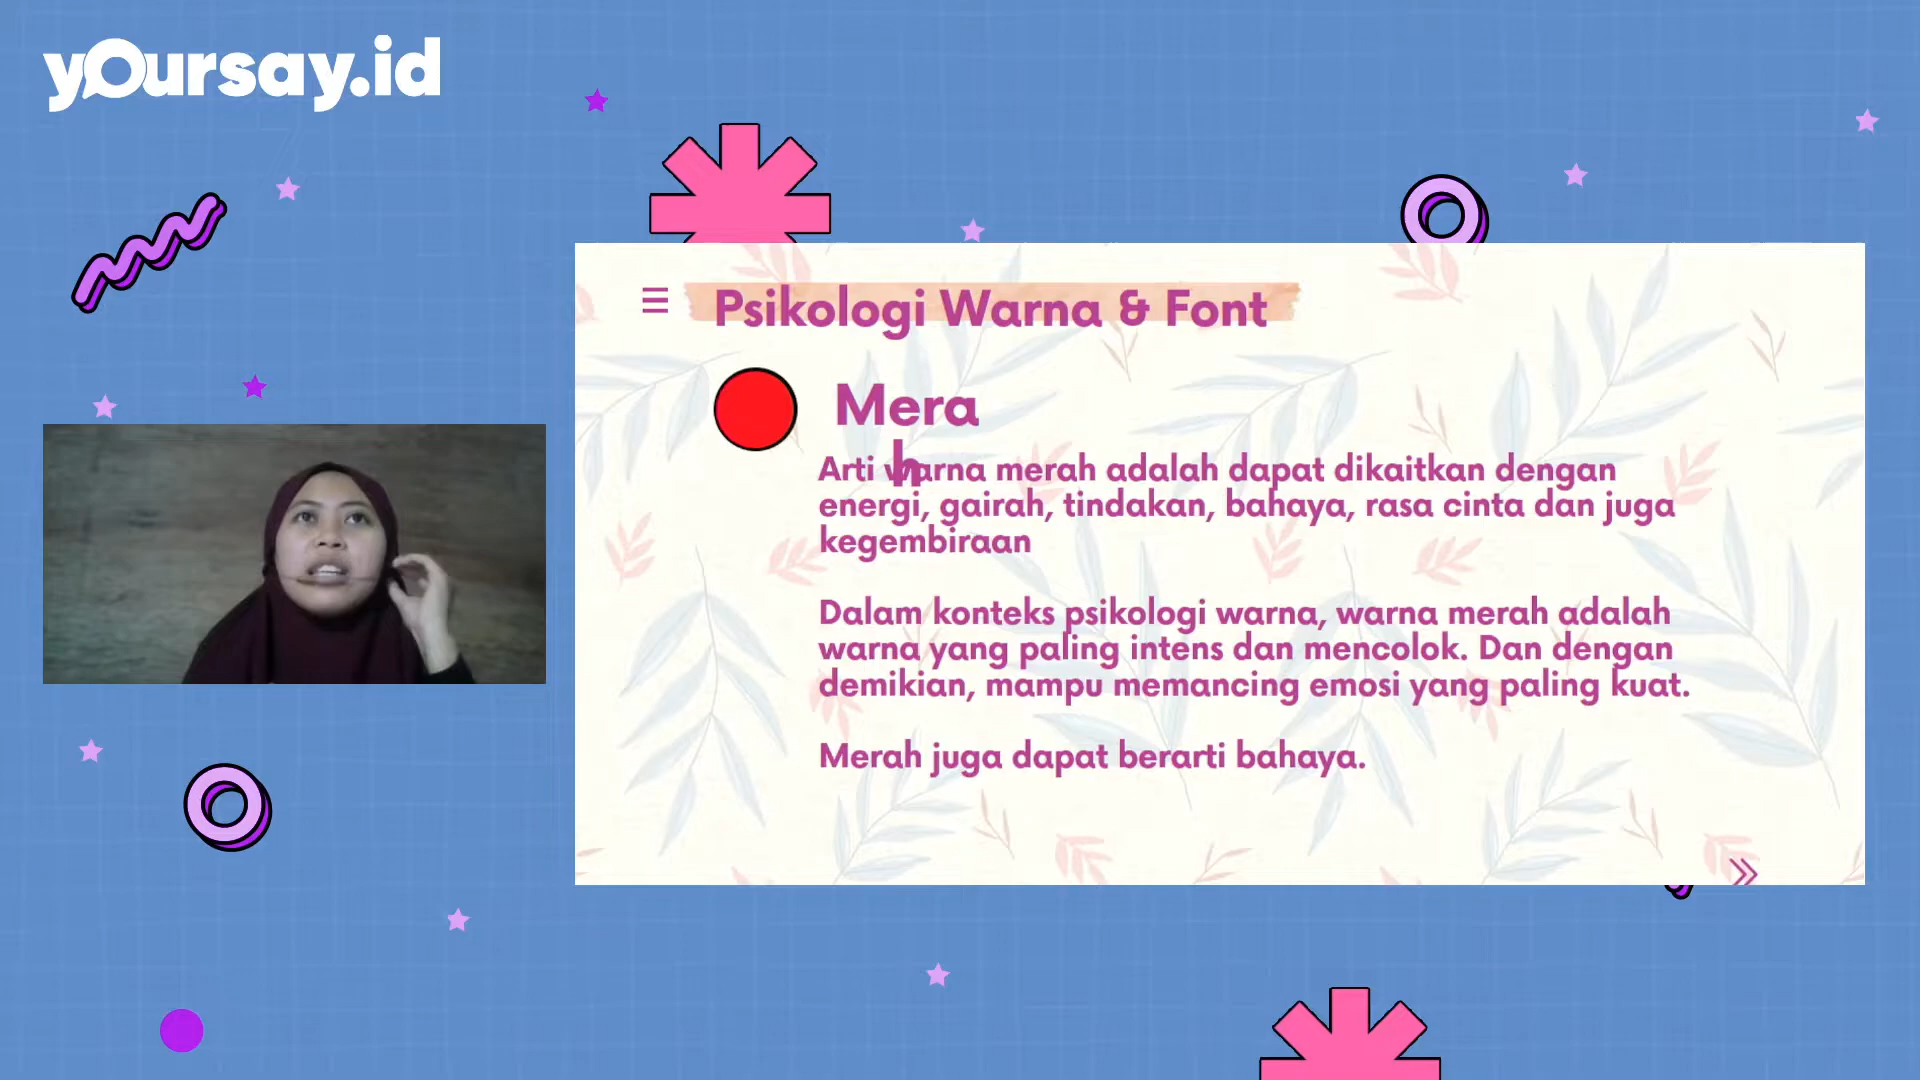 yoursay.id
Psikologi Warna & Font
Mera
h
Arti warna merah adalah dapat dikaitkan dengan
energi, gairah, tindakan, bahaya, rasa cinta dan juga
kegembiraan
Dalam konteks psikologi warna, warna merah adalah
warna yang paling intens dan mencolok. Dan dengan
demikian, mampu memancing emosi yang paling kuat.
Merah juga dapat berarti bahaya.